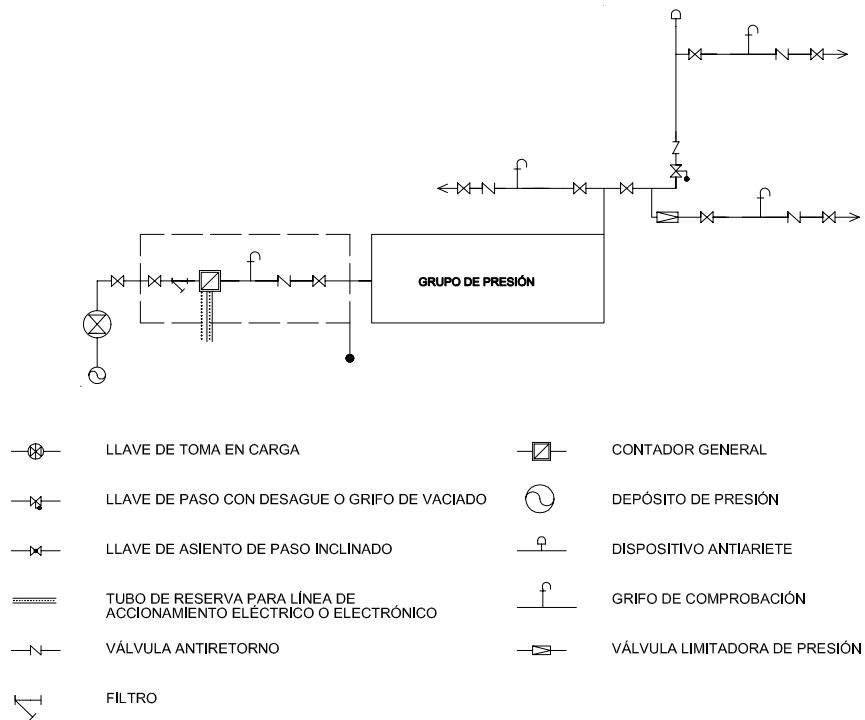 GRUPO DE PRESIÓN
LLAVE DE TOMA EN CARGA
LLAVE DE PASO CON DESAGUE O GRIFO DE VACIADO
LLAVE DE ASIENTO DE PASO INCLINADO
TUBO DE RESERVA PARA LÍNEA DE
ACCIONAMIENTO ELÉCTRICO O ELECTRÓNICO
VÁLVULA ANTIRETORNO
FILTRO
CONTADOR GENERAL
DEPÓSITO DE PRESIÓN
DISPOSITIVO ANTIARIETE
GRIFO DE COMPROBACIÓN
VÁLVULA LIMITADORA DE PRESIÓN